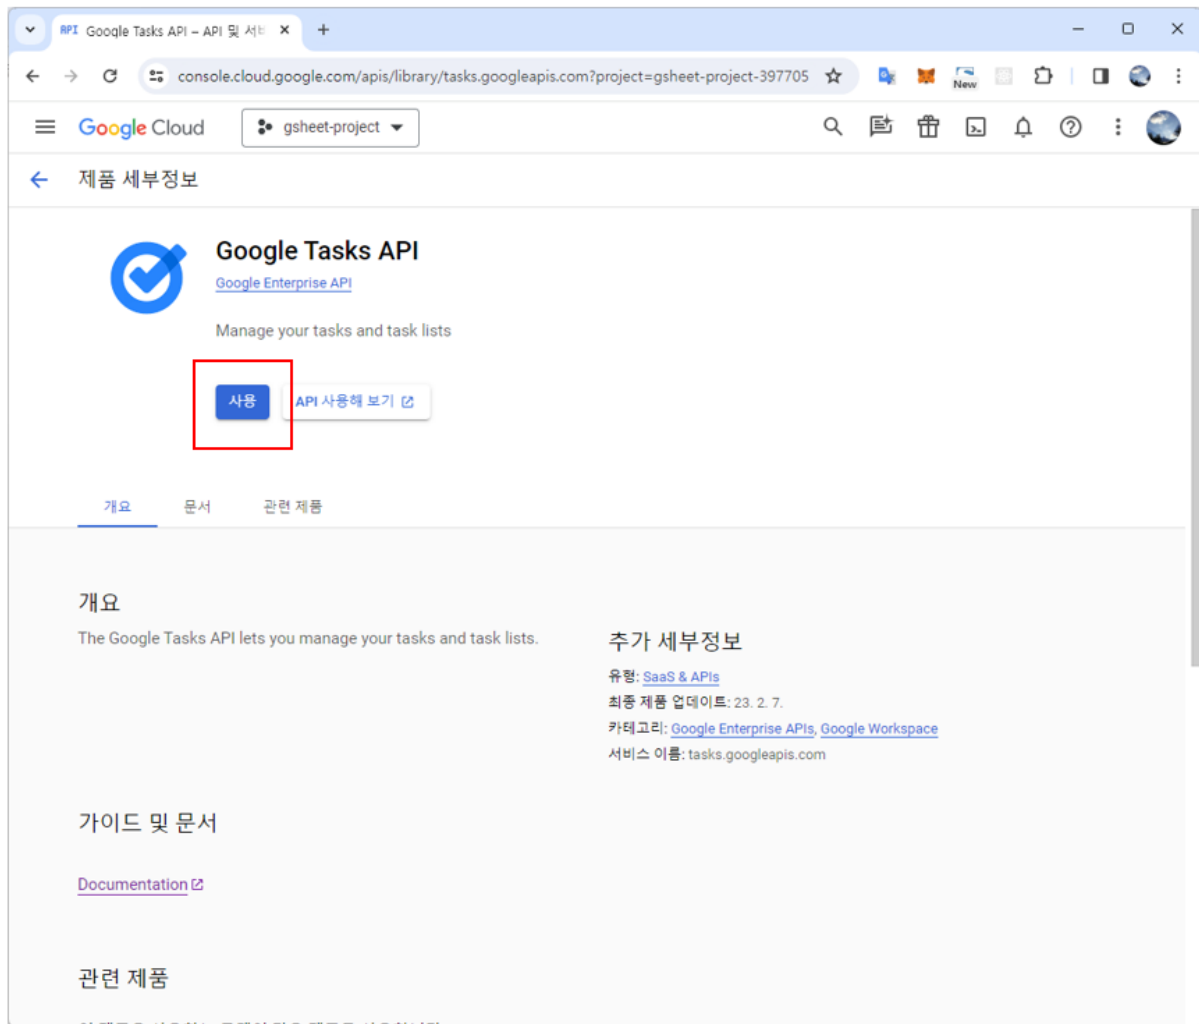 API Google Tasks API – API 및 서비
console.cloud.google.com/apis/library/tasks.googleapis.com?project=gsheet-project-397705
New
Google Cloud
gsheet-project
제품 세부정보
Google Tasks API
Google Enterprise API
Manage your tasks and task lists
사용
API 사용해 보기
개요
문서
관련 제품
개요
The Google Tasks API lets you manage your tasks and task lists.
추가 세부정보
유형: SaaS & APIs
최종 제품 업데이트: 23. 2. 7.
카테고리: Google Enterprise APIs, Google Workspace
서비스 이름: tasks.googleapis.com
가이드 및 문서
Documentation
관련 제품